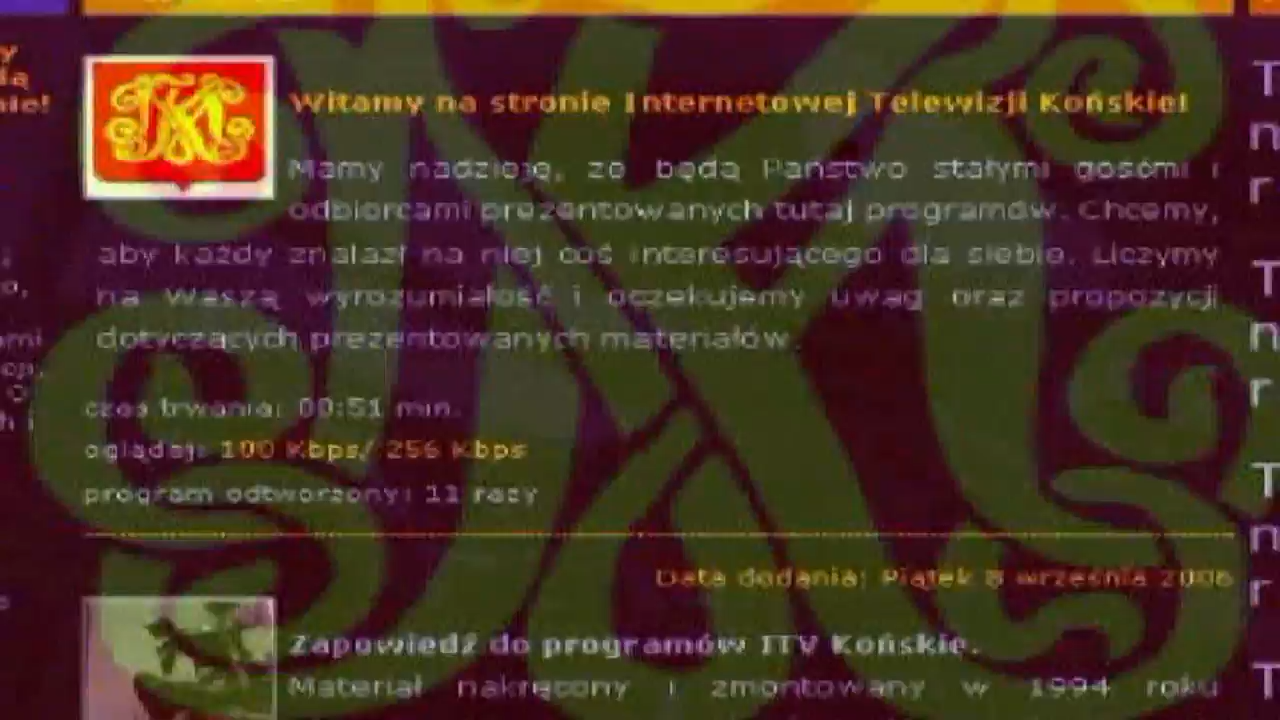 Witamy na stronie Internetowej Telewizji Końskie!
Mamy nadzieję, ze będą Państwo stałymi gośćmi i
odbiorcami prezentowanych tutaj programów. Chcemy,
aby każdy znalazł na niej coś interesującego dla siebie. Liczymy
na Waszą wyrozumiałość i oczekujemy uwag oraz propozycji
dotyczących prezentowanych materiałów.
czas trwania: 00:51 min.
oglądaj: 100 Kbps/ 256 Kbps
program odtworzony: 11 razy
Data dodania: Piątek 8 września 2006
Zapowiedź do programów ITV Końskie.
Materiał nakręcony i zmontowany w 1994 roku